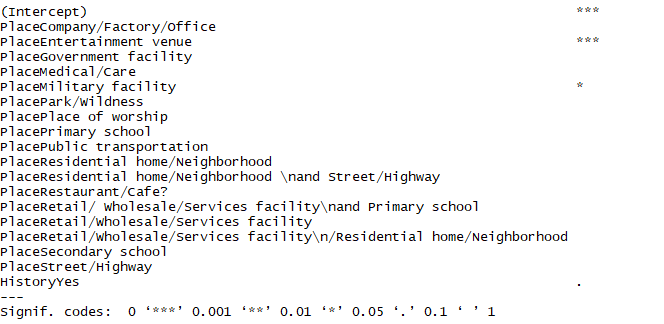 (Intercept) ***
PlaceCompany/Factory/Office
PlaceEntertainment venue ***
PlaceGovernment facility
PlaceMedical/Care
PlaceMilitary facility *
PlacePark/Wildness
PlacePlace of worship
PlacePrimary school
PlacePublic transportation
PlaceResidential home/Neighborhood
PlaceResidential home/Neighborhood \nand Street/Highway
PlaceRestaurant/Cafe?
PlaceRetail/ Wholesale/Services facility\nand Primary school
PlaceRetail/Wholesale/Services facility
PlaceRetail/Wholesale/Services facility\n/Residential home/Neighborhood
PlaceSecondary school
PlaceStreet/Highway
HistoryYes .
---
Signif. codes:  0 ‘***’ 0.001 ‘**’ 0.01 ‘*’ 0.05 ‘.’ 0.1 ‘ ’ 1